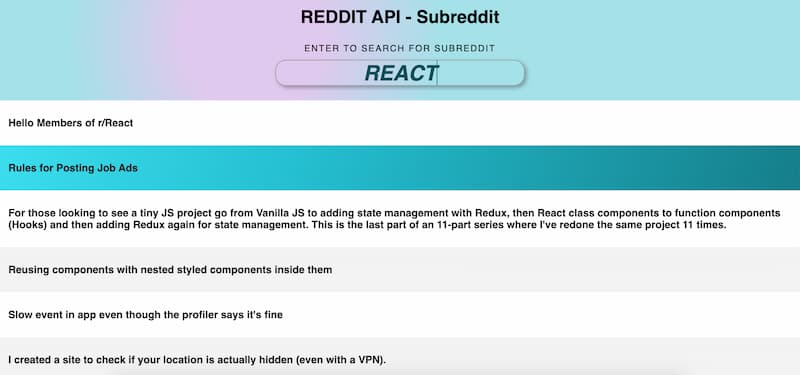 REDDIT API - Subreddit
ENTER TO SEARCH FOR SUBREDDIT
REACT
Hello Members of r/React
Rules for Posting Job Ads
For those looking to see a tiny JS project go from Vanilla JS to adding state management with Redux, then React class components to function components
(Hooks) and then adding Redux again for state management. This is the last part of an 11-part series where I've redone the same project 11 times.
Reusing components with nested styled components inside them
Slow event in app even though the profiler says it's fine
I created a site to check if your location is actually hidden (even with a VPN).